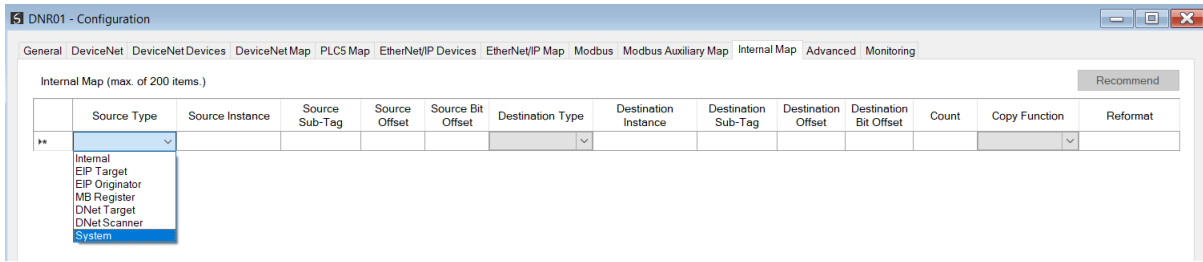 DNR01 - Configuration
General DeviceNet DeviceNet Devices DeviceNet Map PLC5 Map EtherNet/IP Devices EtherNet/IP Map Modbus Modbus Auxiliary Map Internal Map Advanced Monitoring
Internal Map (max. of 200 items.) Recommend
Source Type Source Instance Source Sub-Tag Source Offset Source Bit Offset Destination Type Destination Instance Destination Sub-Tag Destination Offset Destination Bit Offset Count Copy Function Reformat
Internal
EIP Target
EIP Originator
MB Register
DNet Target
DNet Scanner
System